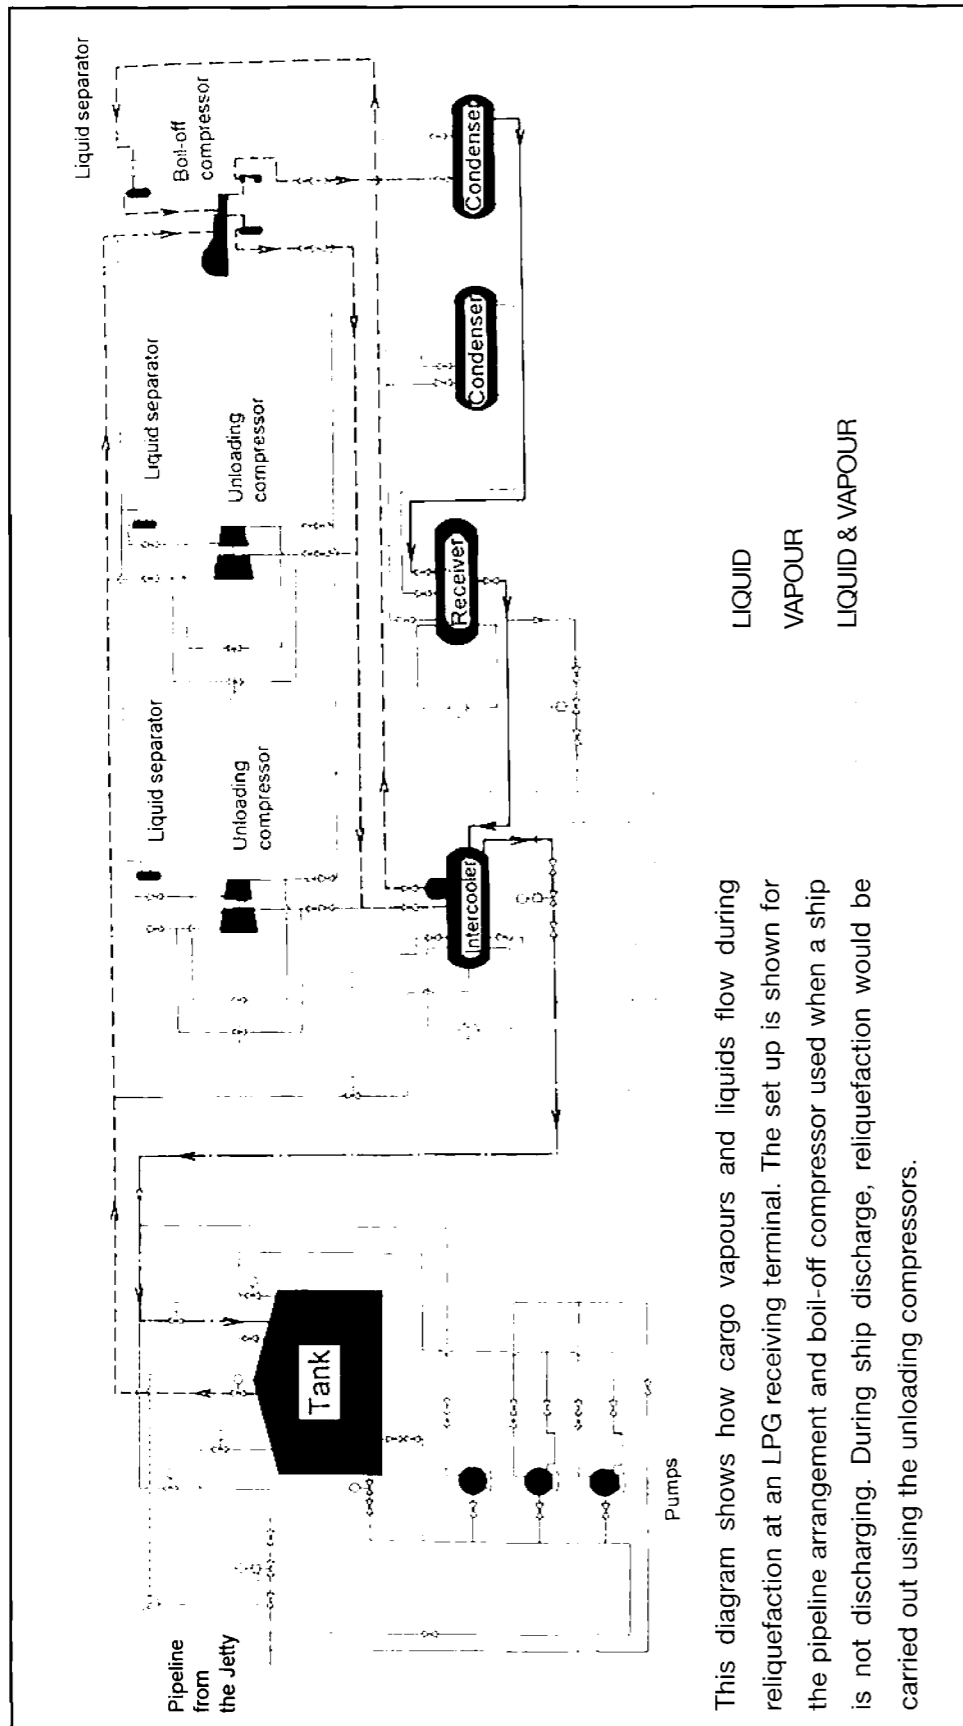 Liquid separator
Boil-off
compressor
Liquid separator
Unloading
compressor
Liquid separator
Unloading
compressor
Condenser
Condenser
Receiver
Intercooler
Tank
Pipeline
from
the Jetty
Pumps
LIQUID
VAPOUR
LIQUID & VAPOUR
This diagram shows how cargo vapours and liquids flow during
reliquefaction at an LPG receiving terminal. The set up is shown for
the pipeline arrangement and boil-off compressor used when a ship
is not discharging. During ship discharge, reliquefaction would be
carried out using the unloading compressors.